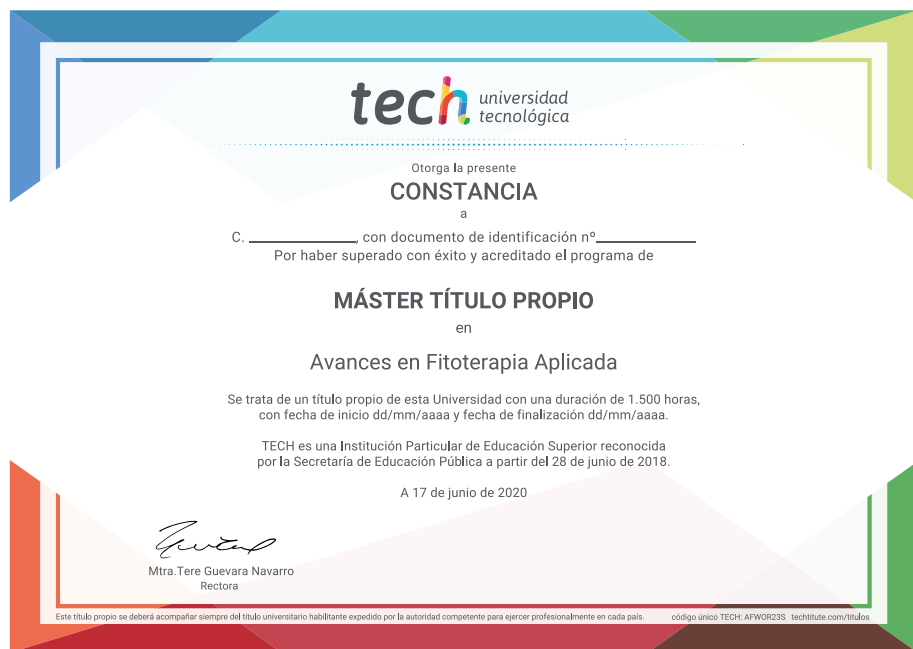 tech universidad
tecnológica
Otorga la presente
CONSTANCIA
a
C. ____________, con documento de identificación nº____________
Por haber superado con éxito y acreditado el programa de
MÁSTER TÍTULO PROPIO
en
Avances en Fitoterapia Aplicada
Se trata de un título propio de esta Universidad con una duración de 1.500 horas,
con fecha de inicio dd/mm/aaaa y fecha de finalización dd/mm/aaaa.
TECH es una Institución Particular de Educación Superior reconocida
por la Secretaría de Educación Pública a partir del 28 de junio de 2018.
A 17 de junio de 2020
Mtra.Tere Guevara Navarro
Rectora
Este título propio se deberá acompañar siempre del título universitario habilitante expedido por la autoridad competente para ejercer profesionalmente en cada país. código único TECH: AFWOR23S techtitute.com/titulos